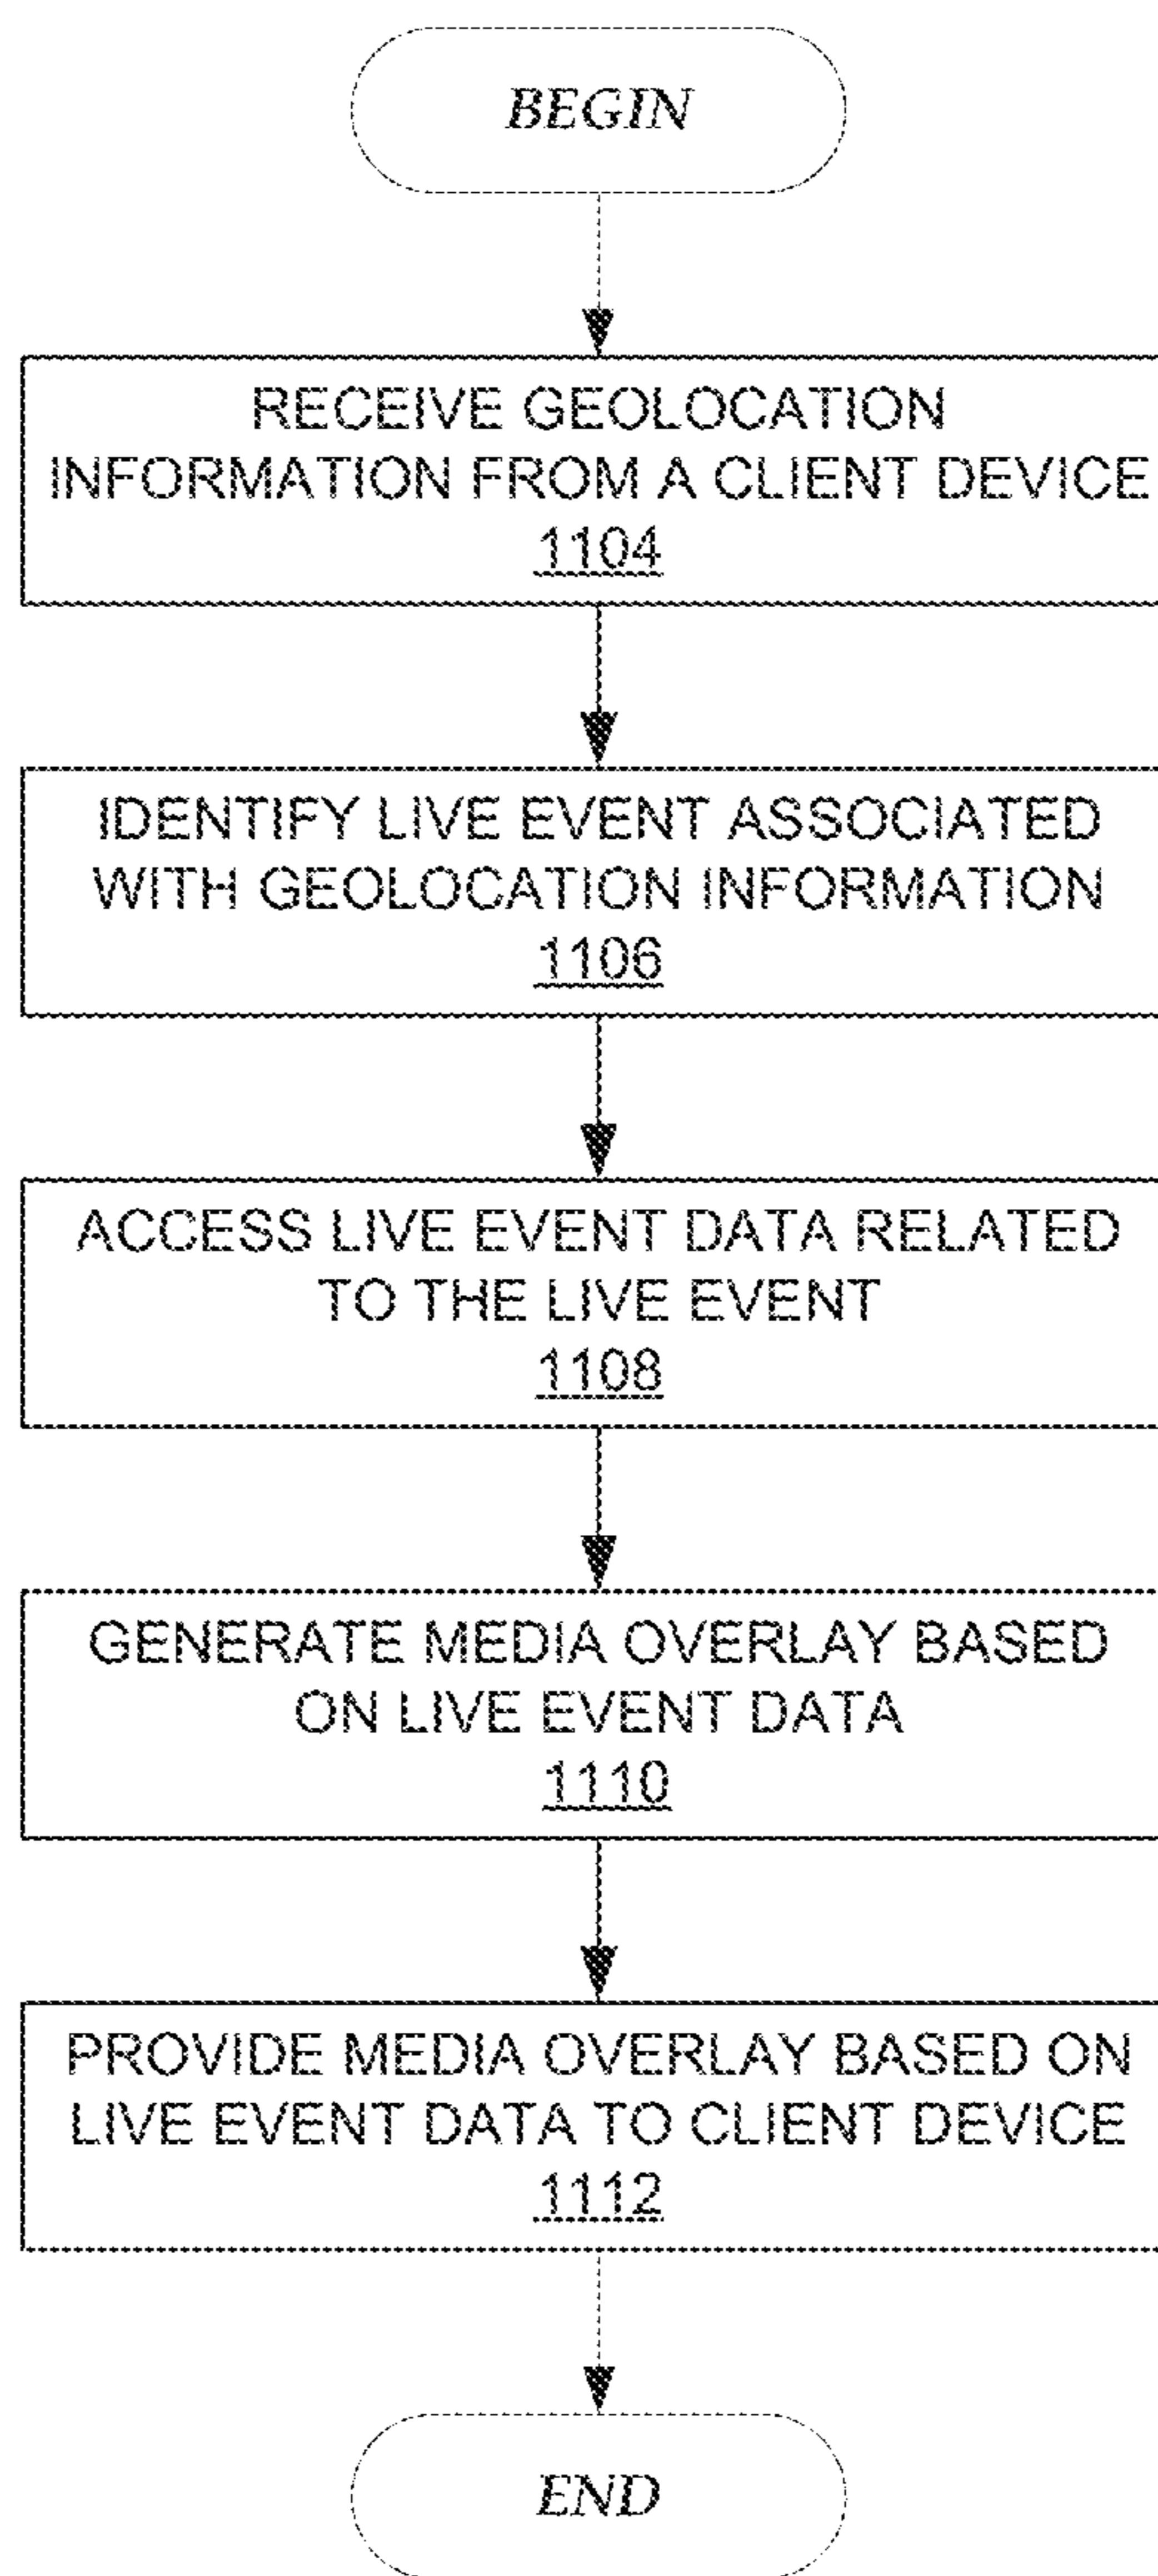 BEGIN
RECEIVE GEOLOCATION
INFORMATION FROM A CLIENT DEVICE
1104
IDENTIFY LIVE EVENT ASSOCIATED
WITH GEOLOCATION INFORMATION
1106
ACCESS LIVE EVENT DATA RELATED
TO THE LIVE EVENT
1108
GENERATE MEDIA OVERLAY BASED
ON LIVE EVENT DATA
1110
PROVIDE MEDIA OVERLAY BASED ON
LIVE EVENT DATA TO CLIENT DEVICE
1112
END